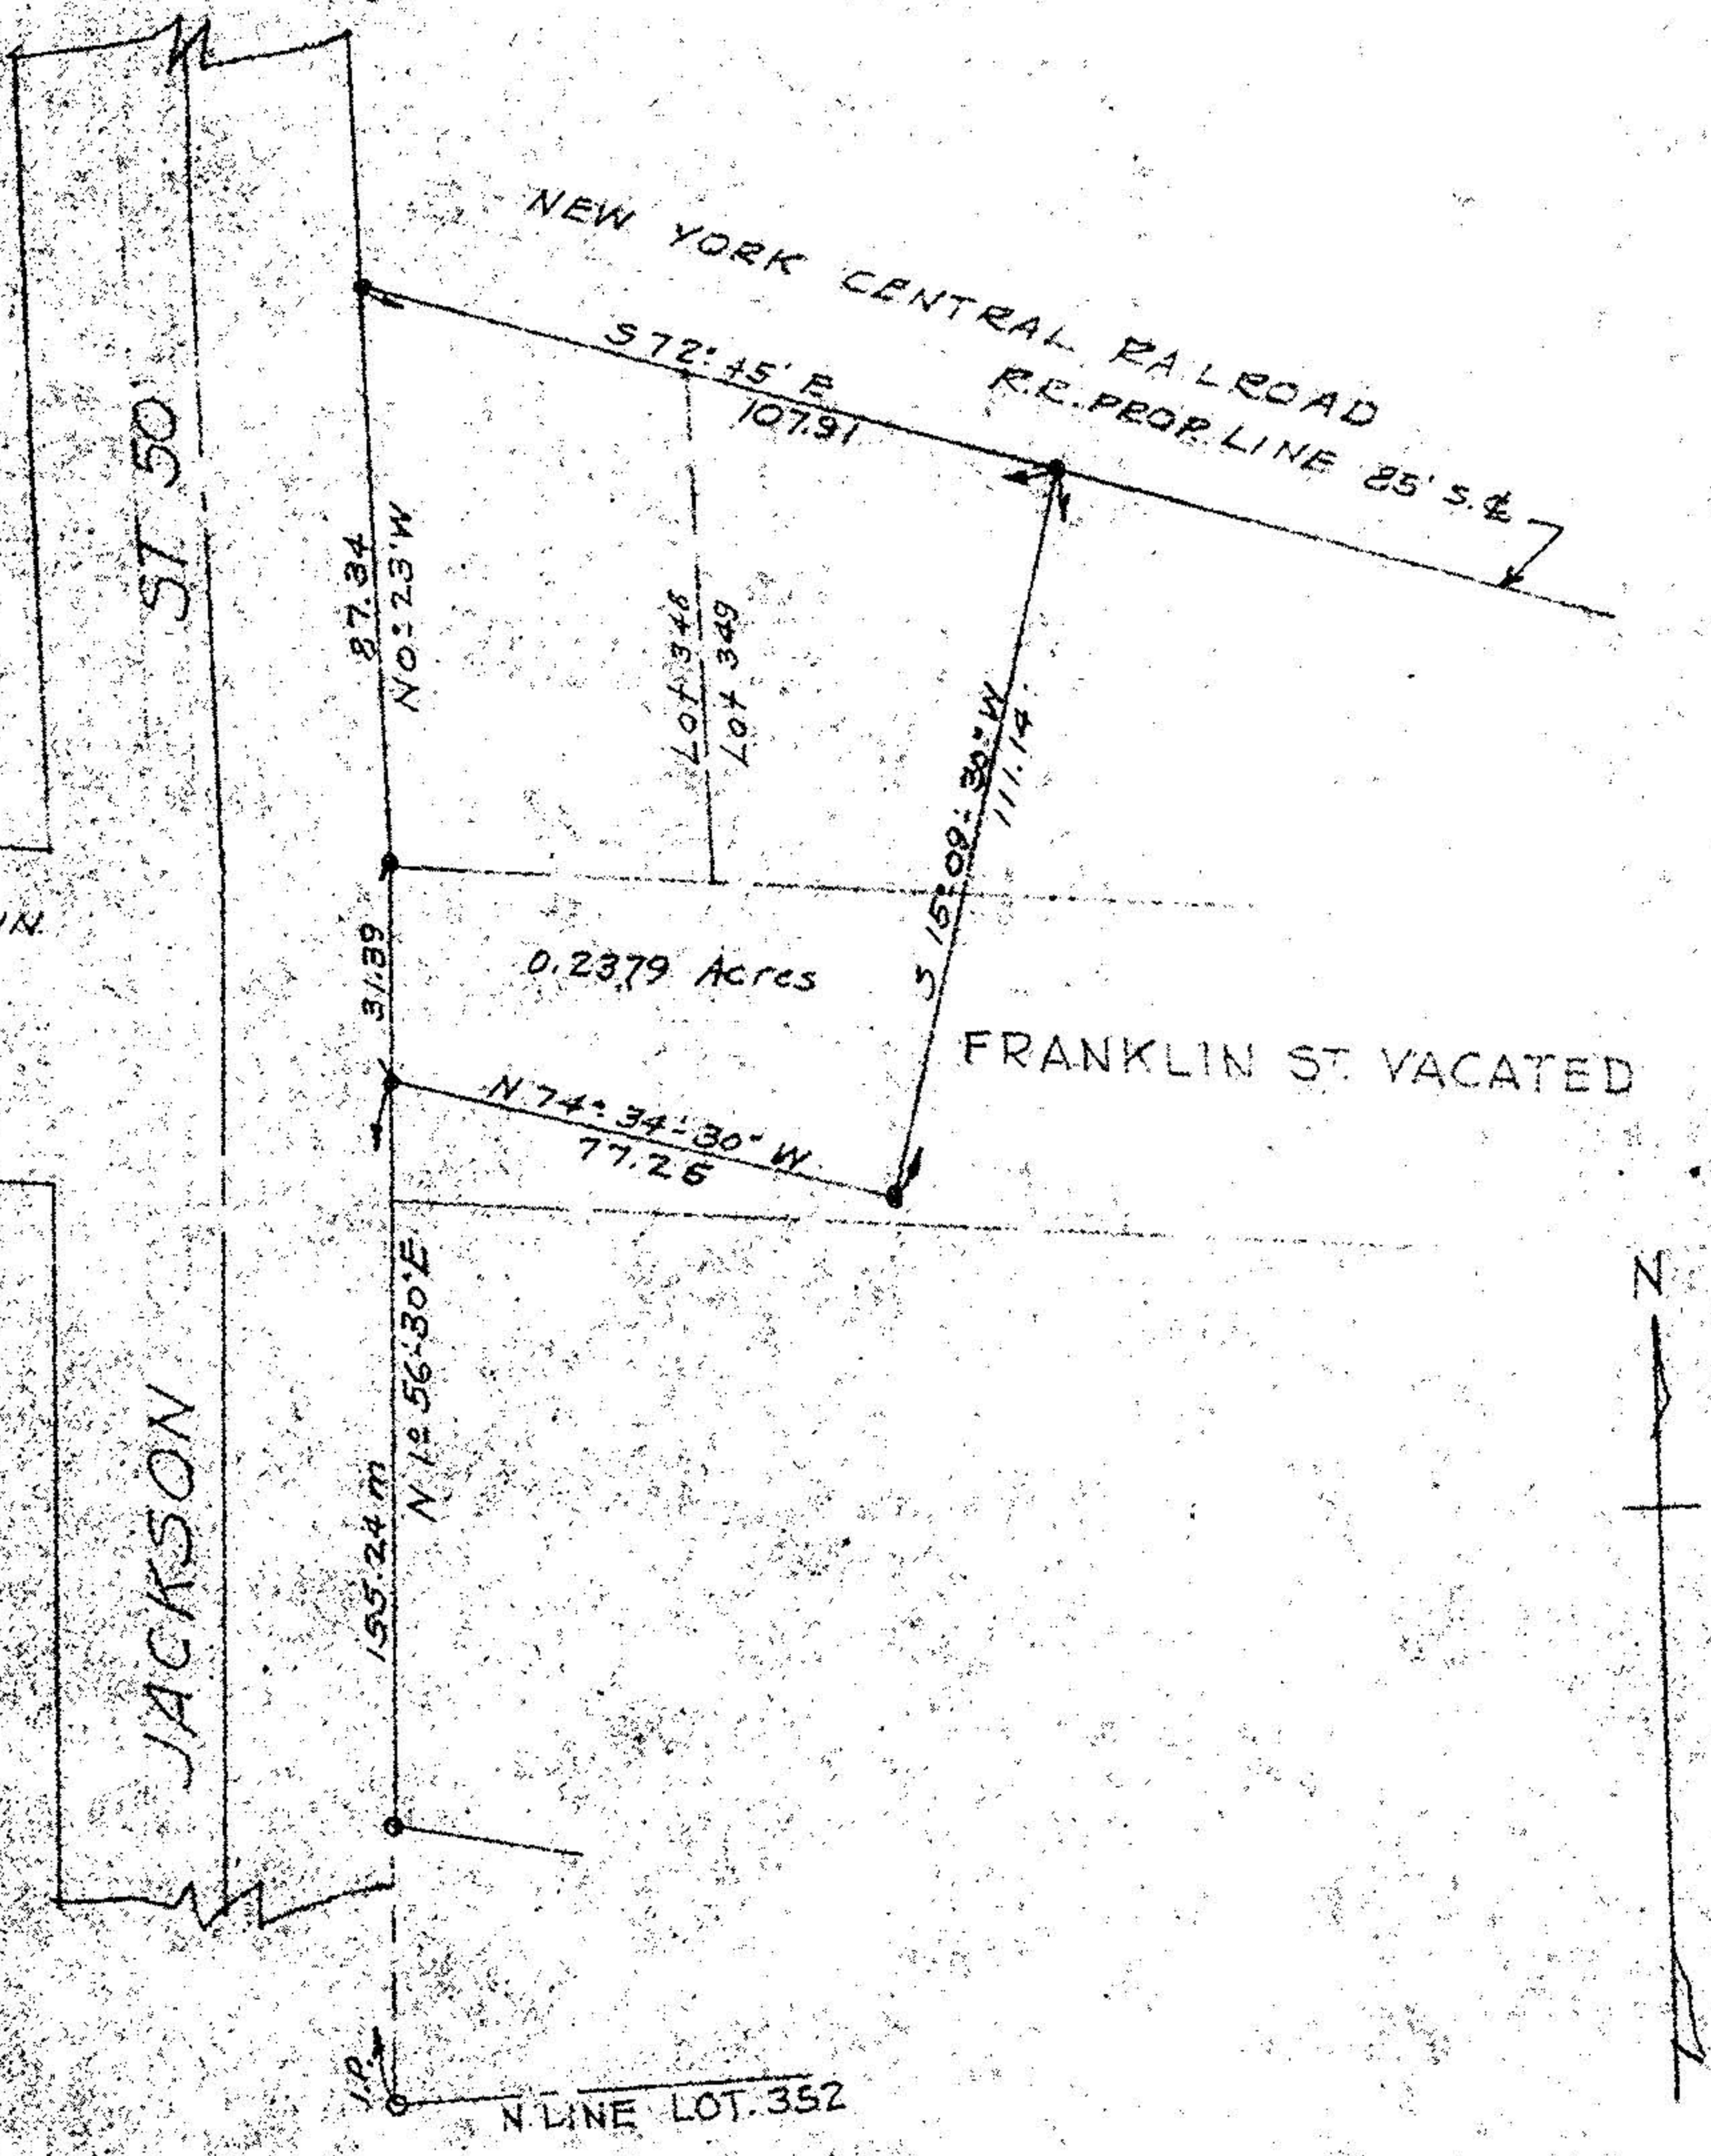 NEW YORK CENTRAL RAILROAD
R.R. PROP. LINE 25' S. ℄
S 72° 45' E
107.91
ST 50'
87.34
N 0° 23' W
Lot 348
Lot 349
S 15° 09' 30" W
111.14
31.39
0.2379 Acres
FRANKLIN ST. VACATED
N 74° 34' 30" W
77.25
N 1° 56' 30" E
155.24 m
JACKSON
N
I.P.
N. LINE LOT. 352